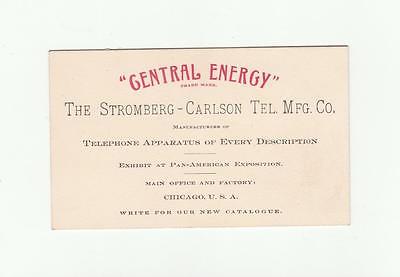 "CENTRAL ENERGY"
TRADE MARK.
THE STROMBERG-CARLSON TEL. MFG. CO.
MANUFACTURERS OF
TELEPHONE APPARATUS OF EVERY DESCRIPTION
EXHIBIT AT PAN-AMERICAN EXPOSITION.
MAIN OFFICE AND FACTORY:
CHICAGO, U. S. A.
WRITE FOR OUR NEW CATALOGUE.